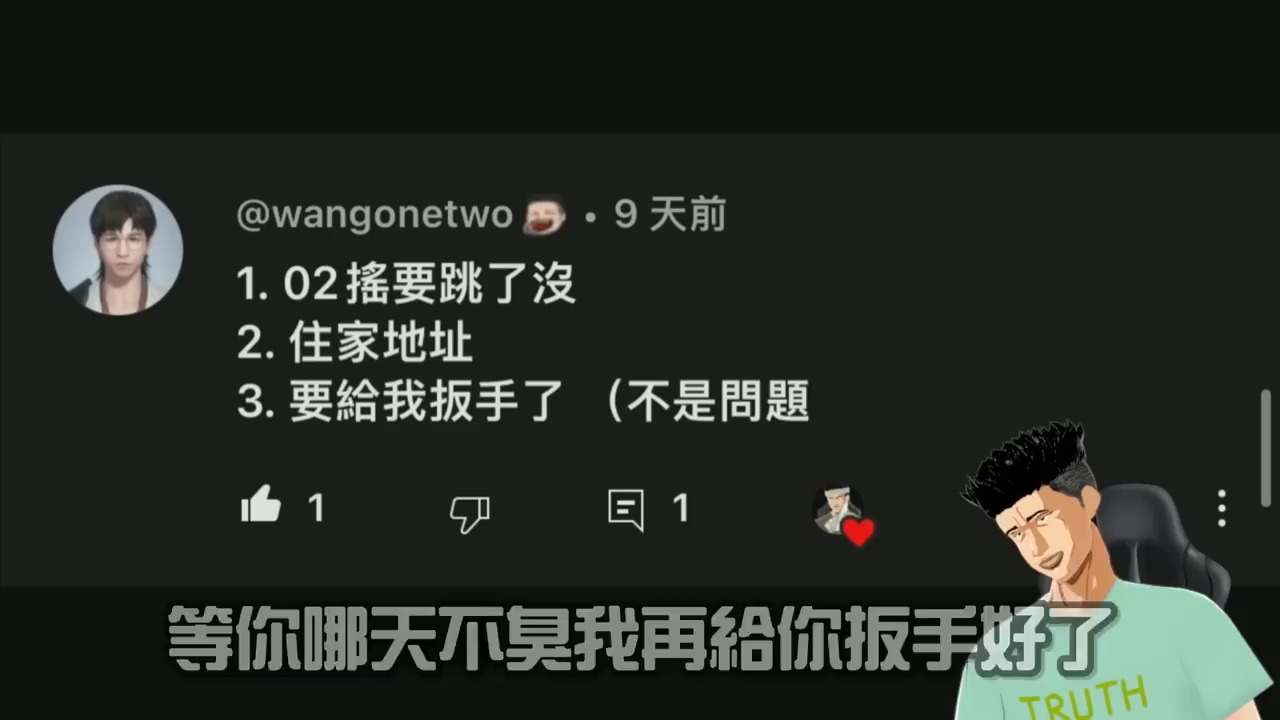 @wangonetwo • 9 天前
1. 02搖要跳了沒
2. 住家地址
3. 要給我扳手了 （不是問題
1
1
等你哪天不臭我再給你扳手好了
TRUTH